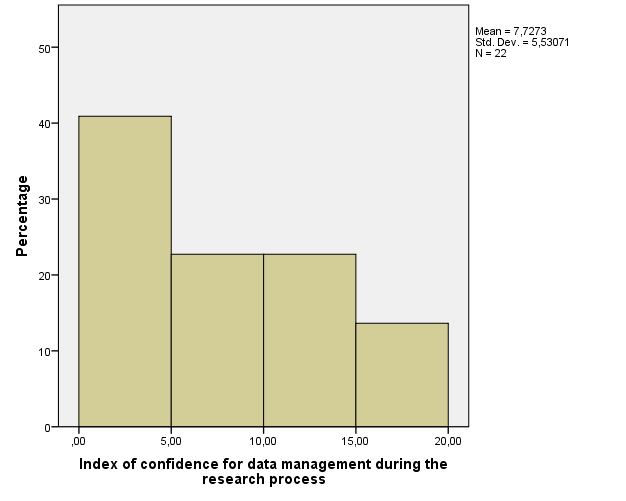 Mean = 7,7273
Std. Dev. = 5,53071
N = 22
Percentage
50
40
30
20
10
0
,00
5,00
10,00
15,00
20,00
Index of confidence for data management during the
research process